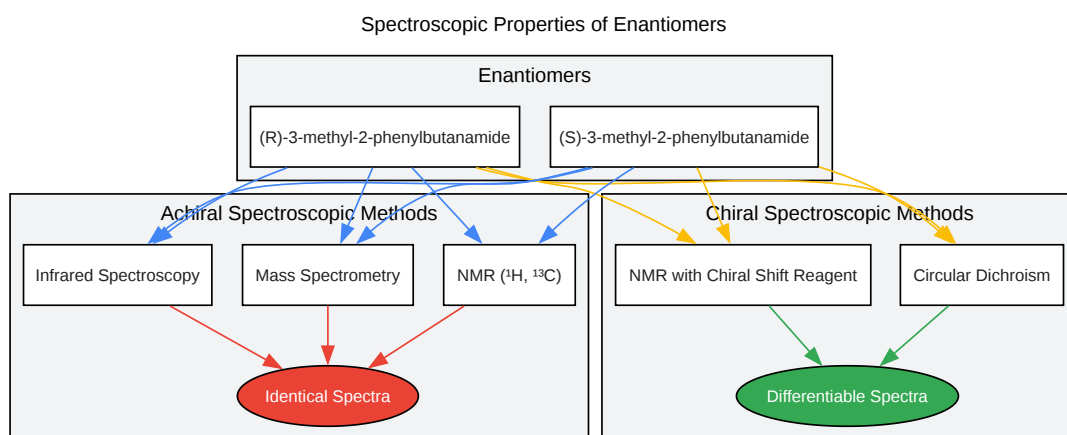 Spectroscopic Properties of Enantiomers
Enantiomers
(R)-3-methyl-2-phenylbutanamide
(S)-3-methyl-2-phenylbutanamide
Achiral Spectroscopic Methods
Chiral Spectroscopic Methods
Infrared Spectroscopy
Mass Spectrometry
NMR (¹H, ¹³C)
NMR with Chiral Shift Reagent
Circular Dichroism
Identical Spectra
Differentiable Spectra